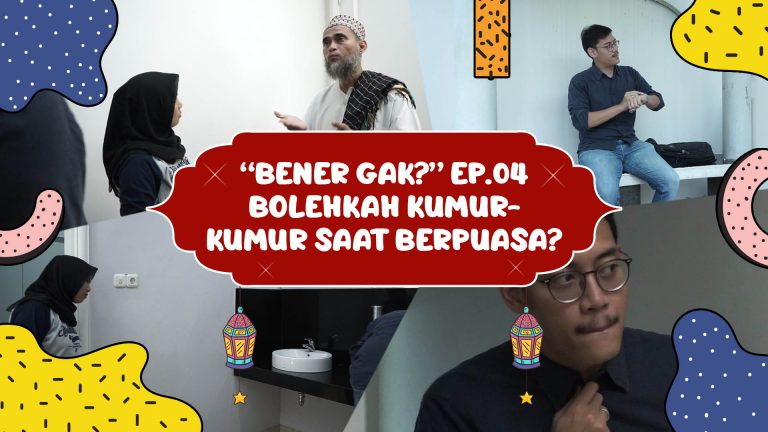 “BENER GAK?” EP.04
BOLEHKAH KUMUR-
KUMUR SAAT BERPUASA?